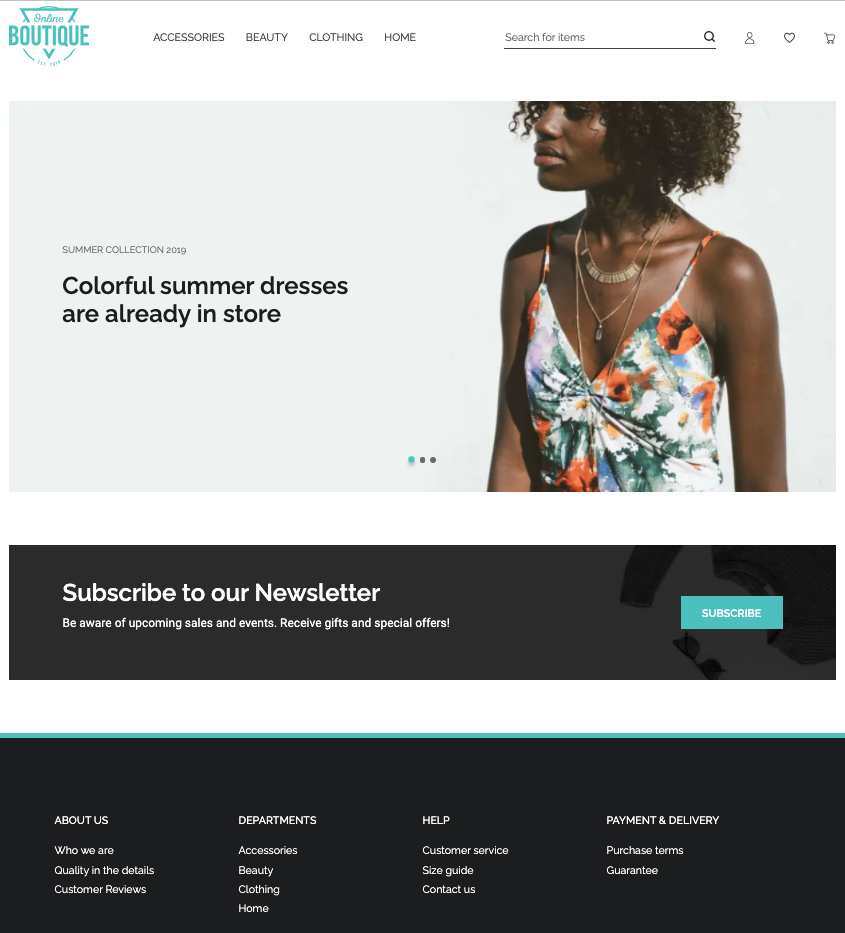 Online
BOUTIQUE
EST. 2019
ACCESSORIES BEAUTY CLOTHING HOME
Search for items
SUMMER COLLECTION 2019
Colorful summer dresses
are already in store
Subscribe to our Newsletter
Be aware of upcoming sales and events. Receive gifts and special offers!
SUBSCRIBE
ABOUT US
Who we are
Quality in the details
Customer Reviews
DEPARTMENTS
Accessories
Beauty
Clothing
Home
HELP
Customer service
Size guide
Contact us
PAYMENT & DELIVERY
Purchase terms
Guarantee